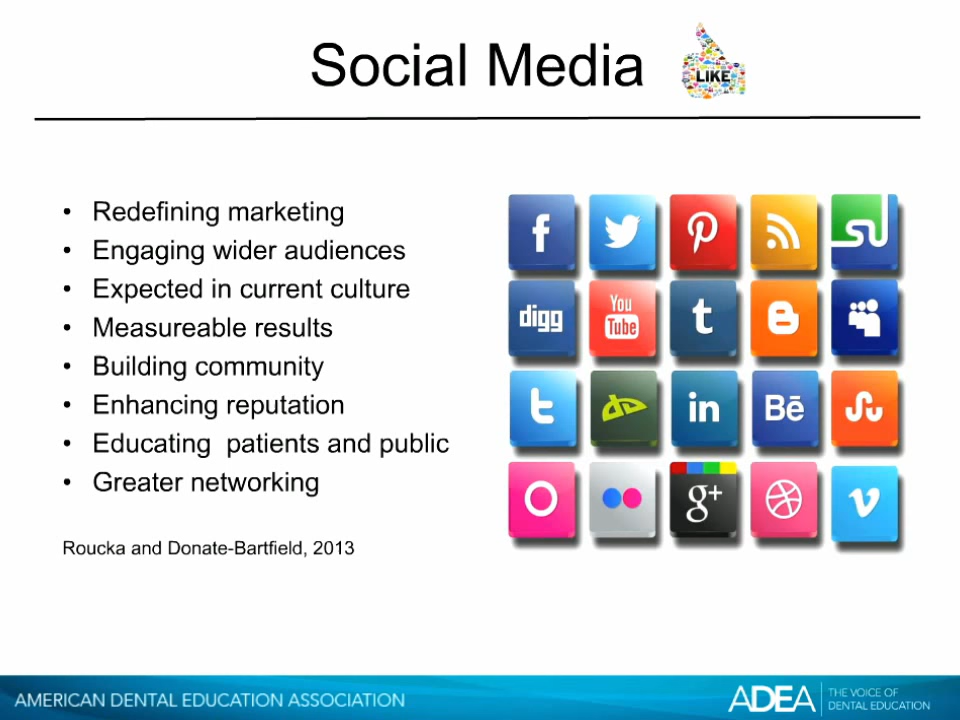 Social Media
LIKE
• Redefining marketing
• Engaging wider audiences
• Expected in current culture
• Measureable results
• Building community
• Enhancing reputation
• Educating  patients and public
• Greater networking
Roucka and Donate-Bartfield, 2013
f
SU
digg
You
Tube
t
B
t
in
Bē
g+
v
AMERICAN DENTAL EDUCATION ASSOCIATION
ADEA
THE VOICE OF
DENTAL EDUCATION